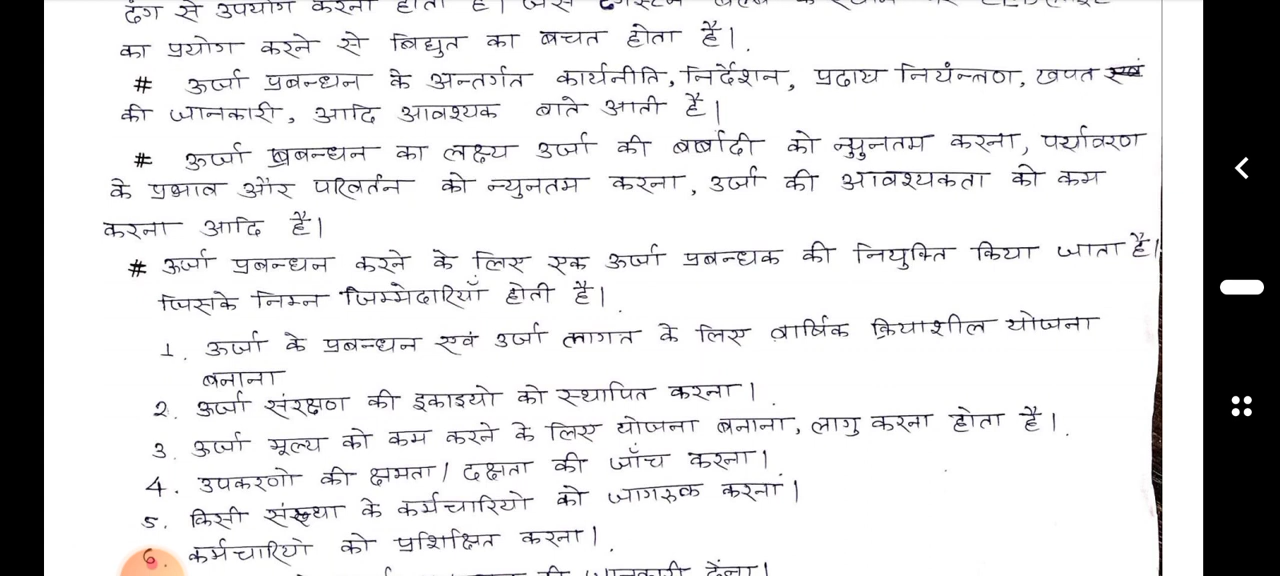 ढंग से उपयोग करना होता है। जैसे
का प्रयोग करने से विद्युत का बचत होता है।
# ऊर्जा प्रबन्धन के अन्तर्गत कार्यनीति, निर्देशन, प्रदाय नियंन्त्रण, खपत
की जानकारी, आदि आवश्यक बाते आती है।
# ऊर्जा प्रबन्धन का लक्ष्य उर्जा की बर्बादी को न्युनतम करना, पर्यावरण
के प्रभाव और परिवर्तन को न्युनतम करना, उर्जा की आवश्यकता को कम
करना आदि है।
# ऊर्जा प्रबन्धन करने के लिए एक ऊर्जा प्रबन्धक की नियुक्ति किया जाता है।
जिसके निम्न जिम्मेदारियाँ होती है।
1. ऊर्जा के प्रबन्धन एवं उर्जा लागत के लिए वार्षिक क्रियाशील योजना
बनाना
2. ऊर्जा संरक्षण की इकाइयो को स्थापित करना।
3. ऊर्जा मूल्य को कम करने के लिए योजना बनाना, लागु करना होता है।
4. उपकरणो की क्षमता/दक्षता की जाँच करना।
5. किसी संस्था के कर्मचारियो को जागरूक करना।
6. कर्मचारियो को प्रशिक्षित करना।
की जानकारी देना।